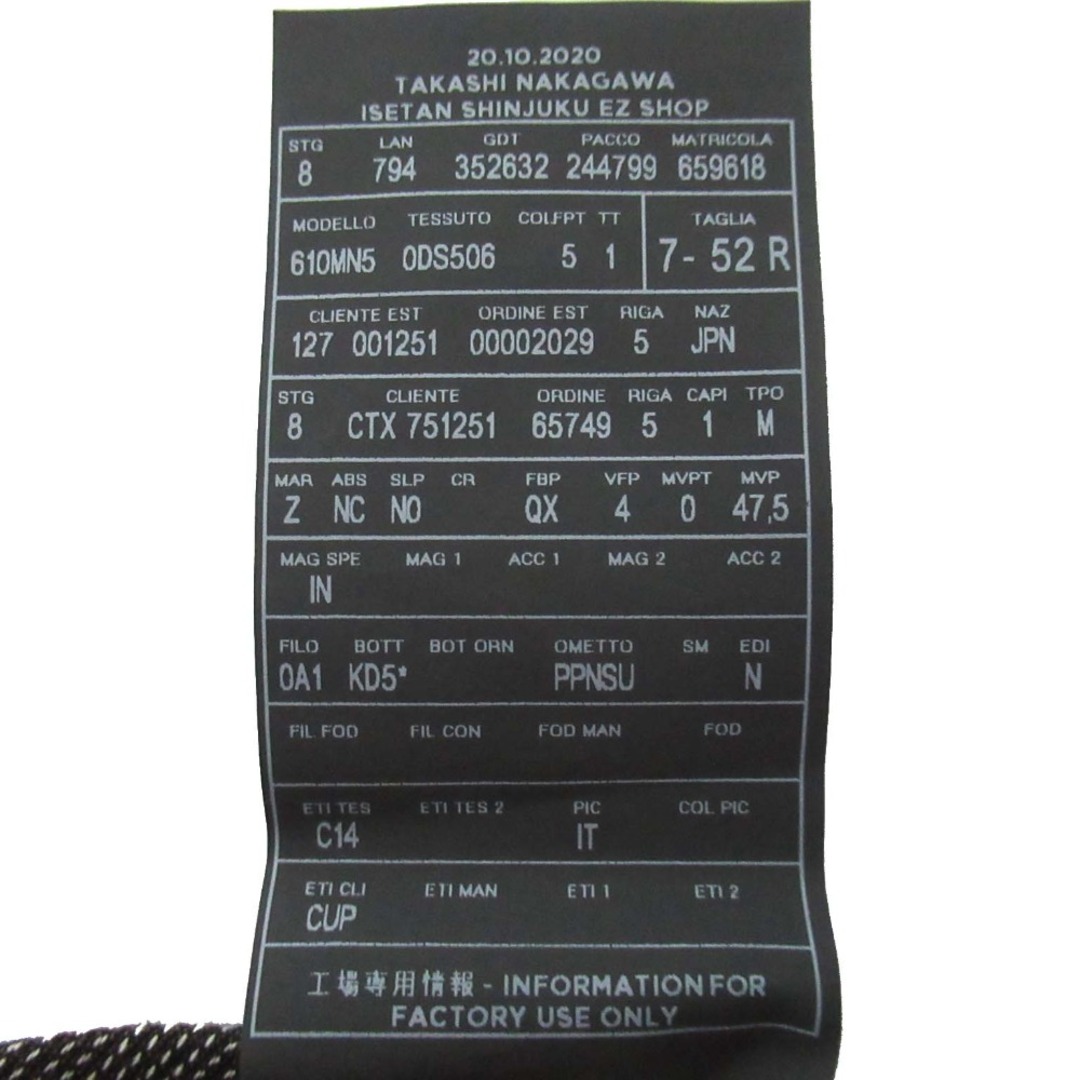 20.10.2020
TAKASHI NAKAGAWA
ISETAN SHINJUKU EZ SHOP
STG LAN GDT PACCO MATRICOLA
8 794 352632 244799 659618
MODELLO TESSUTO COL.FPT TT TAGLIA
610MN5 0DS506 5 1 7- 52 R
CLIENTE EST ORDINE EST RIGA NAZ
127 001251 00002029 5 JPN
STG CLIENTE ORDINE RIGA CAPI TPO
8 CTX 751251 65749 5 1 M
MAR ABS SLP CR FBP VFP MVPT MVP
Z NC NO QX 4 0 47,5
MAG SPE MAG 1 ACC 1 MAG 2 ACC 2
IN
FILO BOTT BOT ORN OMETTO SM EDI
0A1 KD5* PPNSU N
FIL FOD FIL CON FOD MAN FOD
ETI TES ETI TES 2 PIC COL PIC
C14 IT
ETI CLI ETI MAN ETI 1 ETI 2
CUP
工場専用情報 - INFORMATION FOR
FACTORY USE ONLY